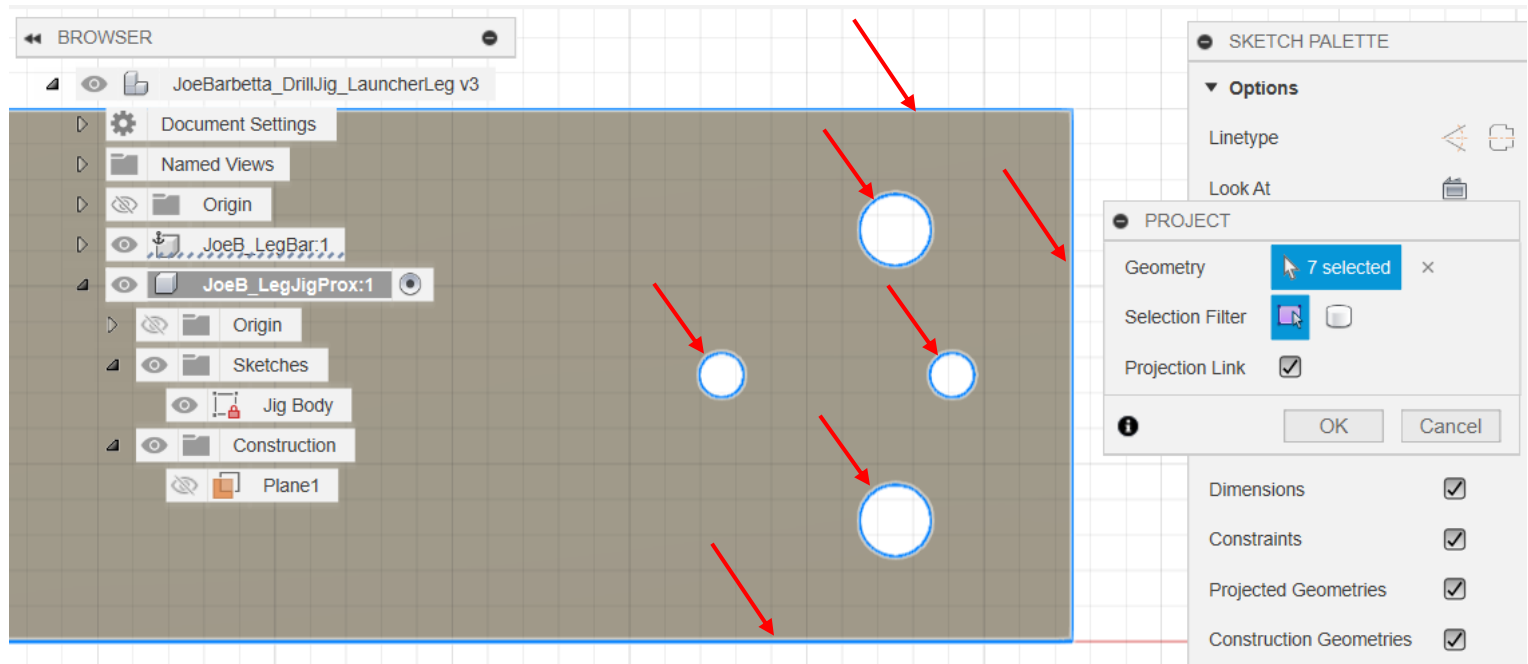 BROWSER
JoeBarbetta_DrillJig_LauncherLeg v3
Document Settings
Named Views
Origin
JoeB_LegBar:1
JoeB_LegJigProx:1
Origin
Sketches
Jig Body
Construction
Plane1
SKETCH PALETTE
Options
Linetype
Look At
PROJECT
Geometry 7 selected
Selection Filter
Projection Link
OK Cancel
Dimensions
Constraints
Projected Geometries
Construction Geometries